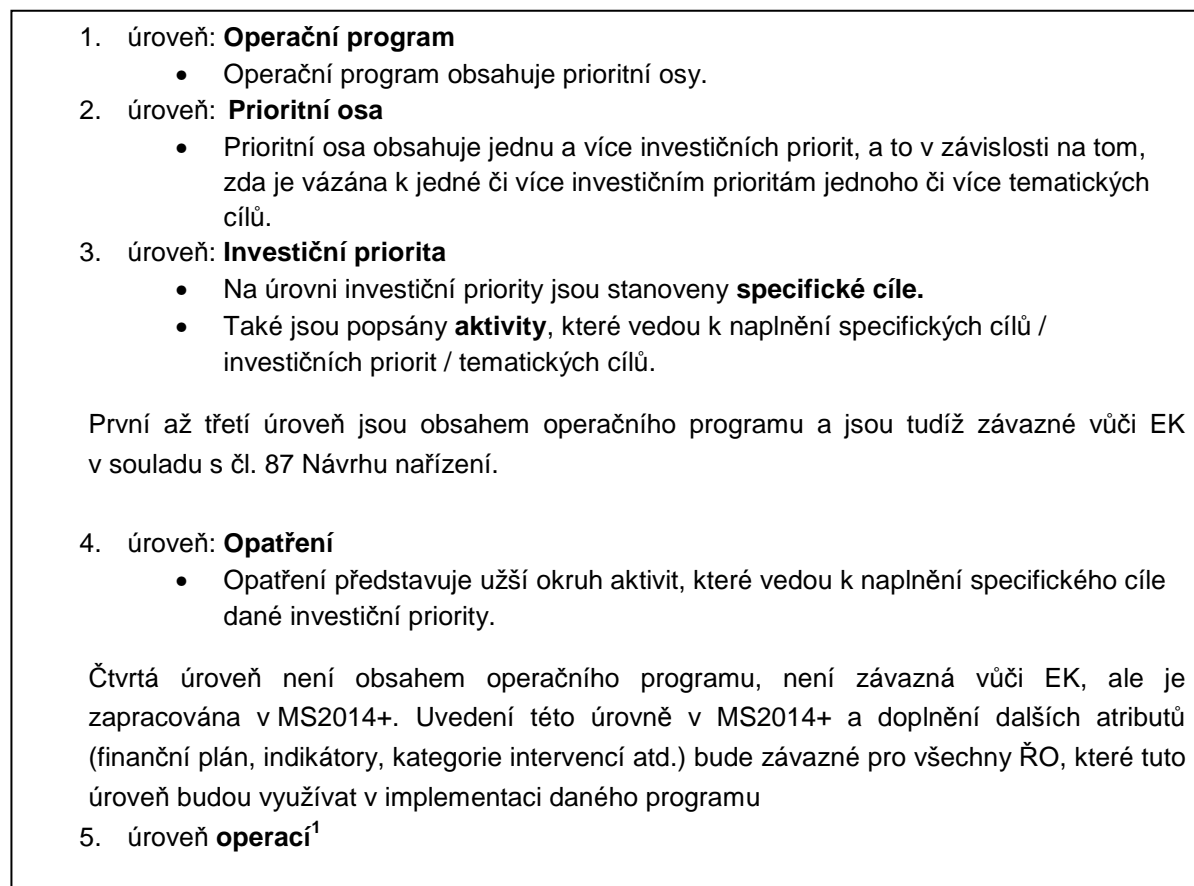 1. úroveň: Operační program
• Operační program obsahuje prioritní osy.
2. úroveň: Prioritní osa
• Prioritní osa obsahuje jednu a více investičních priorit, a to v závislosti na tom,
zda je vázána k jedné či více investičním prioritám jednoho či více tematických
cílů.
3. úroveň: Investiční priorita
• Na úrovni investiční priority jsou stanoveny specifické cíle.
• Také jsou popsány aktivity, které vedou k naplnění specifických cílů /
investičních priorit / tematických cílů.
První až třetí úroveň jsou obsahem operačního programu a jsou tudíž závazné vůči EK
v souladu s čl. 87 Návrhu nařízení.
4. úroveň: Opatření
• Opatření představuje užší okruh aktivit, které vedou k naplnění specifického cíle
dané investiční priority.
Čtvrtá úroveň není obsahem operačního programu, není závazná vůči EK, ale je
zapracována v MS2014+. Uvedení této úrovně v MS2014+ a doplnění dalších atributů
(finanční plán, indikátory, kategorie intervencí atd.) bude závazné pro všechny ŘO, které tuto
úroveň budou využívat v implementaci daného programu
5. úroveň operací1